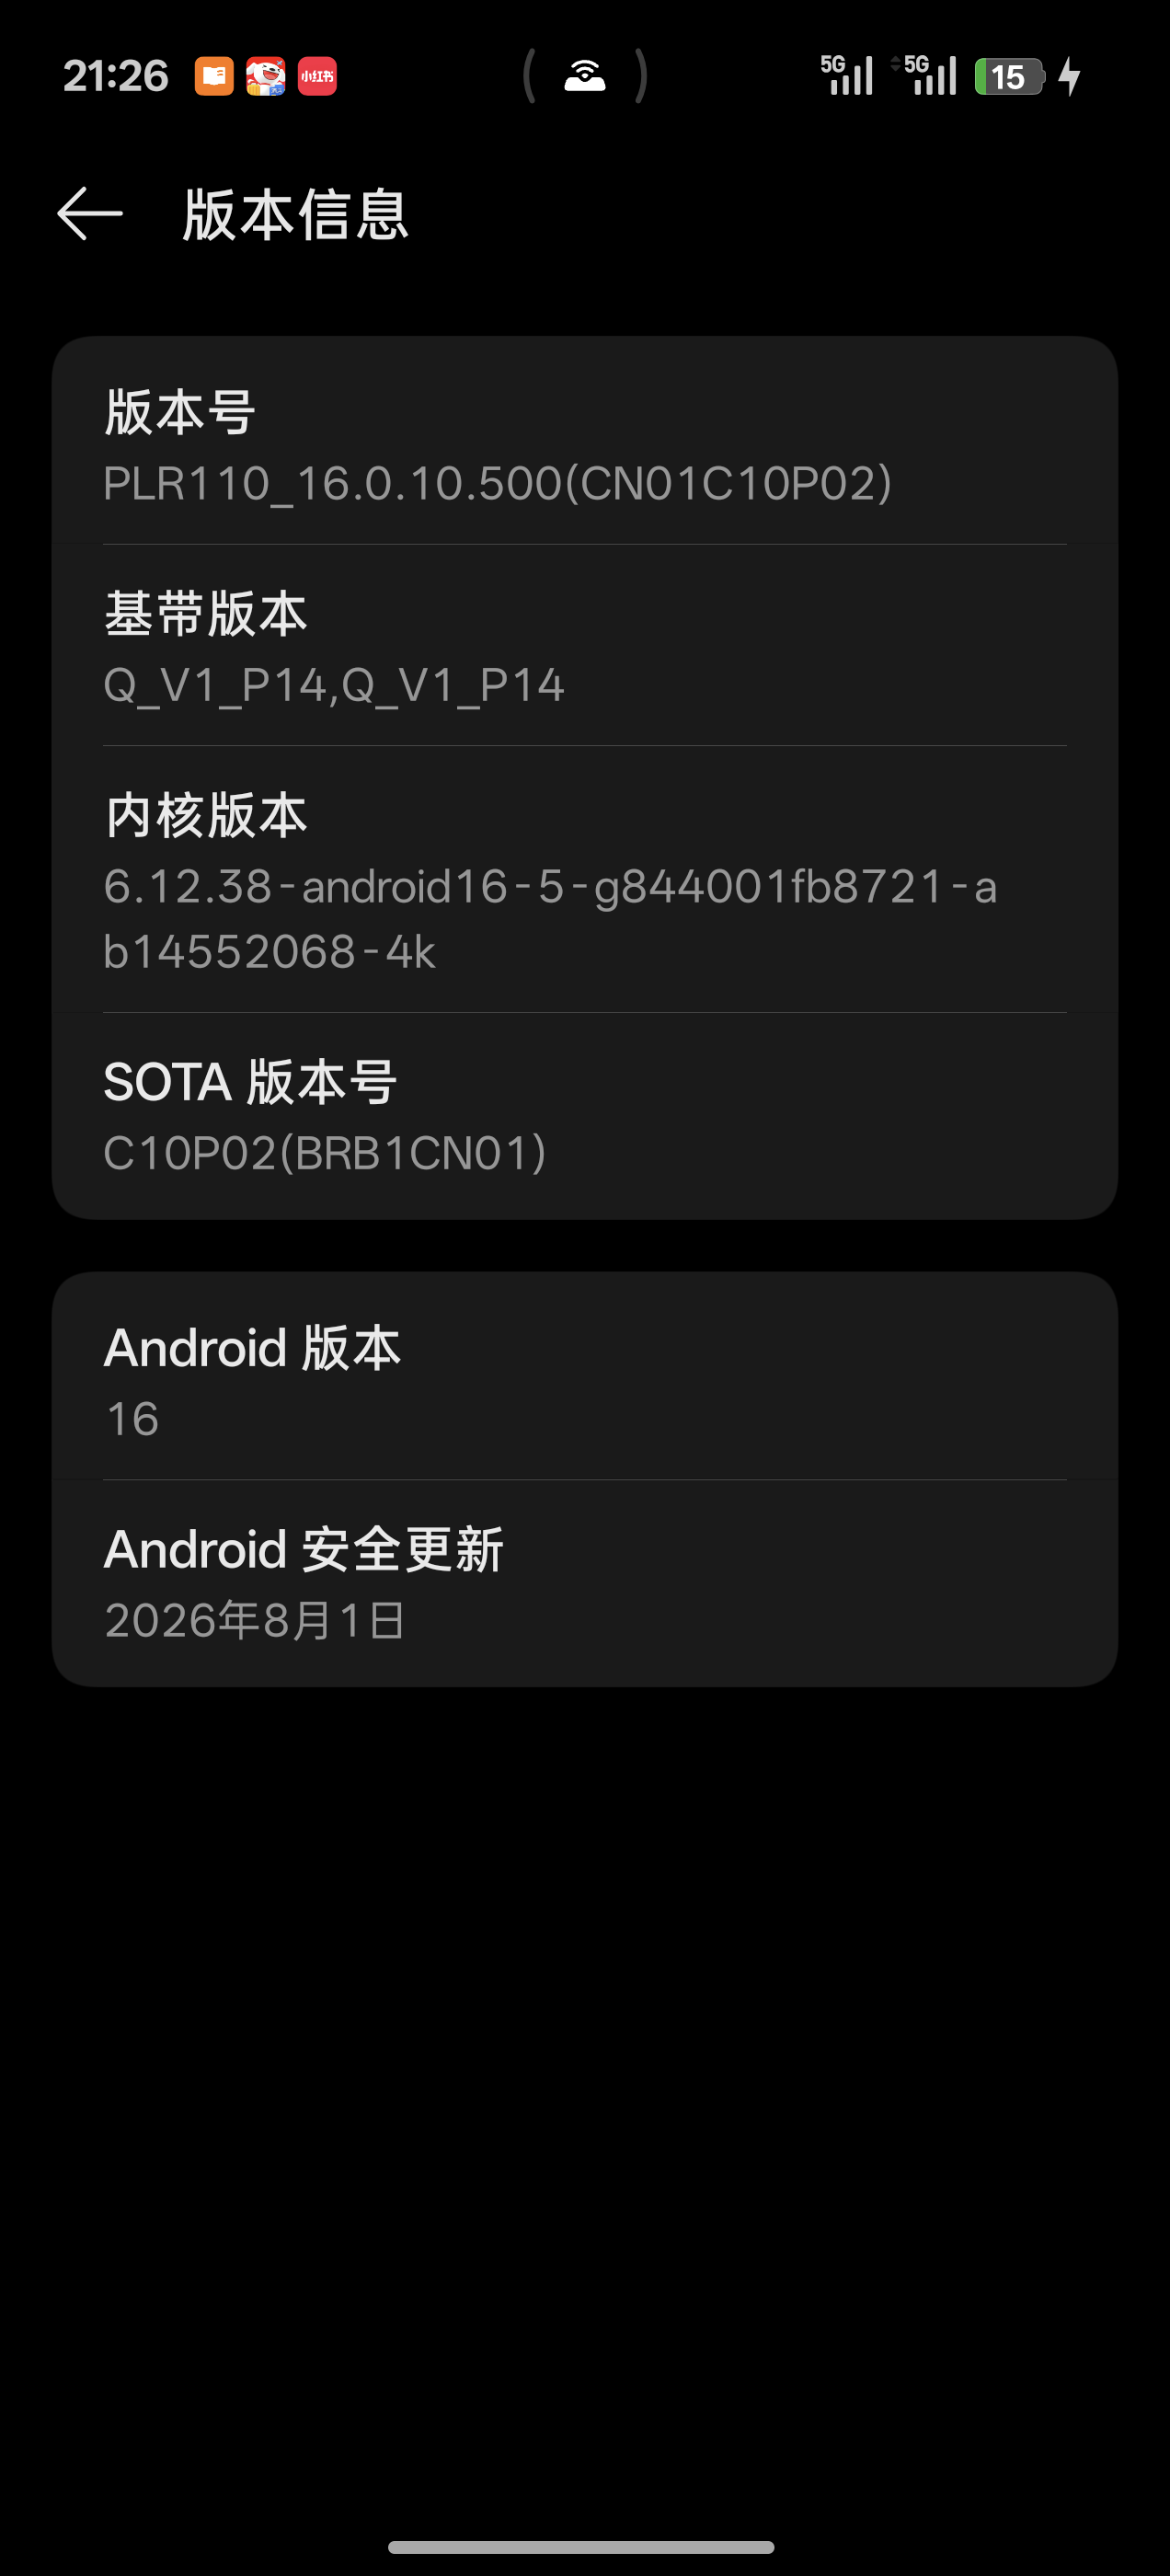 21:26 小红书 5G 5G 15
版本信息
版本号
PLR110_16.0.10.500(CN01C10P02)
基带版本
Q_V1_P14,Q_V1_P14
内核版本
6.12.38-android16-5-g844001fb8721-a
b14552068-4k
SOTA 版本号
C10P02(BRB1CN01)
Android 版本
16
Android 安全更新
2026年8月1日